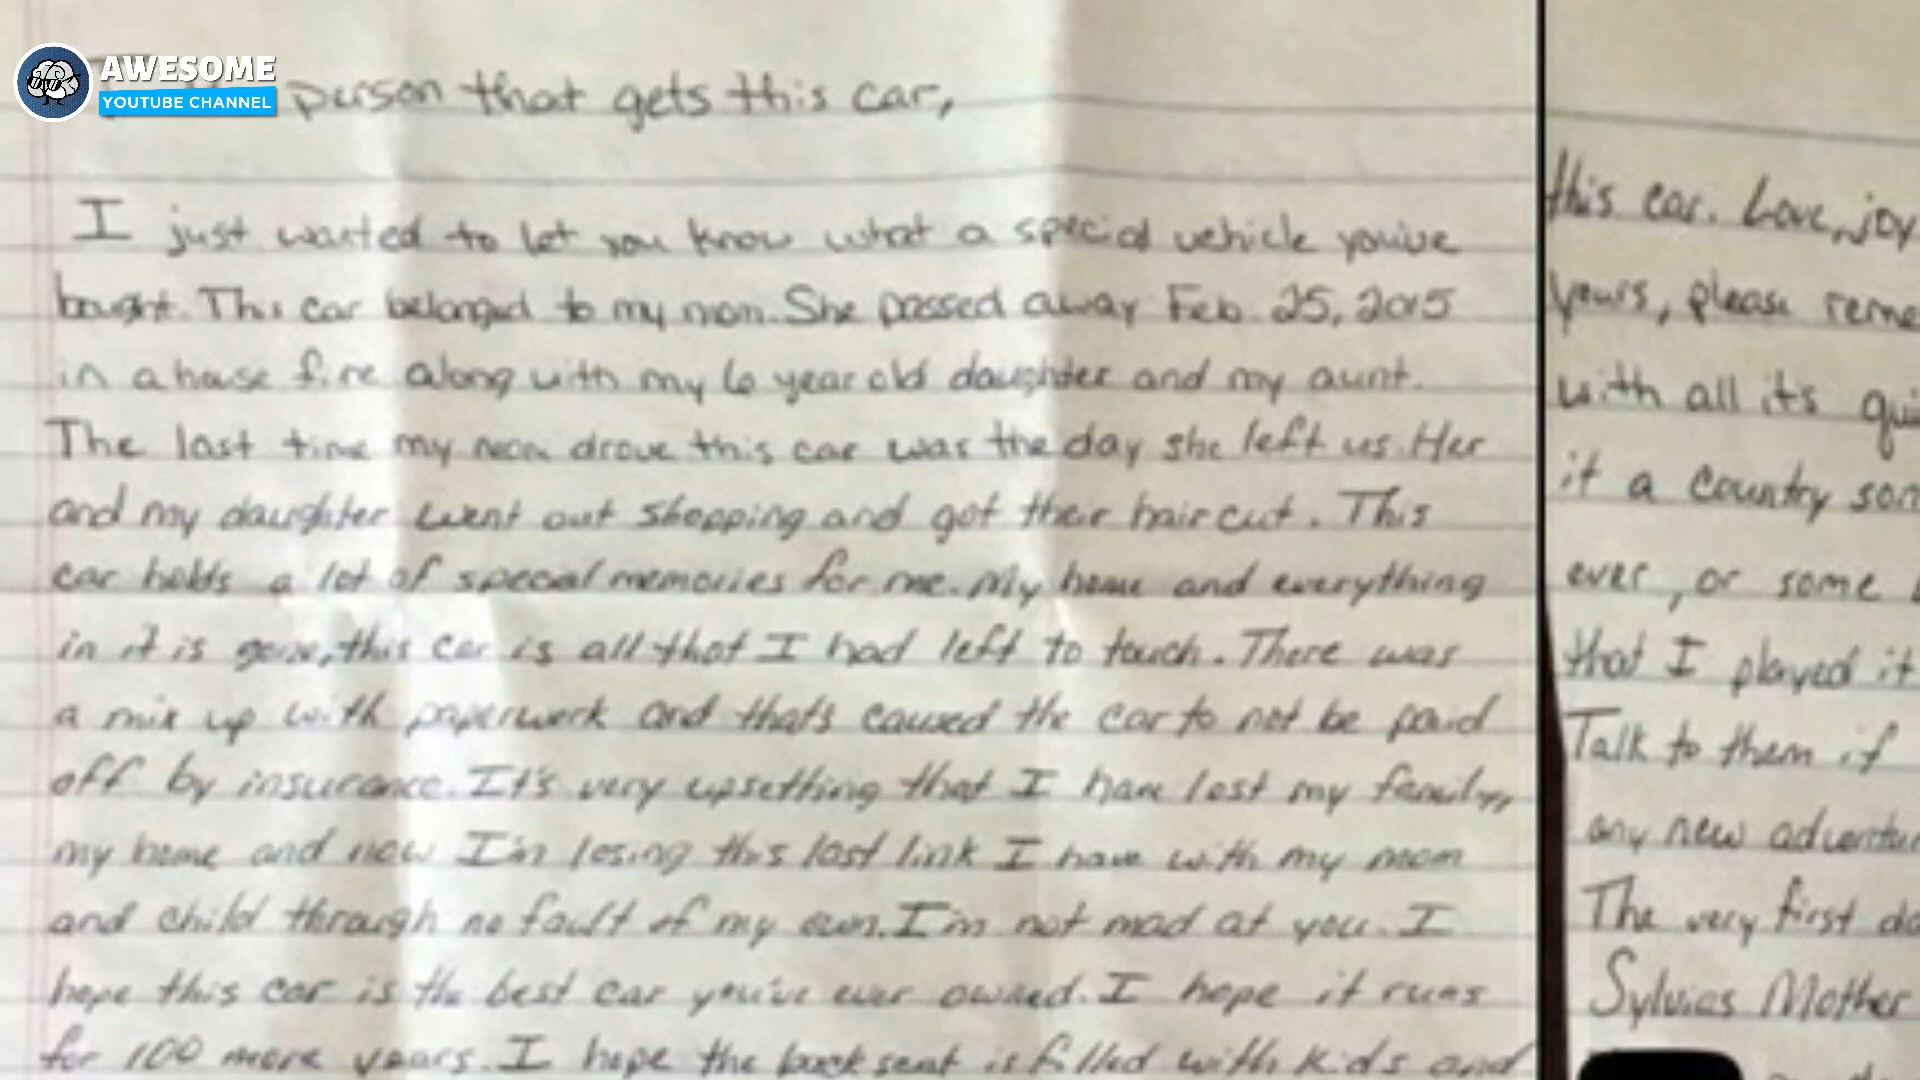 AWESOME
YOUTUBE CHANNEL
person that gets this car,
I just wanted to let you know what a special vehicle you've
bought. This car belonged to my mom. She passed away Feb. 25, 2015
in a house fire along with my 6 year old daughter and my aunt.
The last time my mom drove this car was the day she left us. Her
and my daughter went out shopping and got their hair cut. This
car holds a lot of special memories for me. My home and everything
in it is gone, this car is all that I had left to touch. There was
a mix up with paperwork and that's caused the car to not be paid
off by insurance. It's very upsetting that I have lost my family,
my home and now I'm losing this last link I have with my mom
and child through no fault of my own. I'm not mad at you. I
hope this car is the best car you've ever owned. I hope it runs
for 100 more years. I hope the back seat is filled with kids and
this car. Love, joy
yours, please reme
with all its qui
it a country son
ever, or some
that I played it
Talk to them if
any new adventur
The very first da
Sylvias Mother